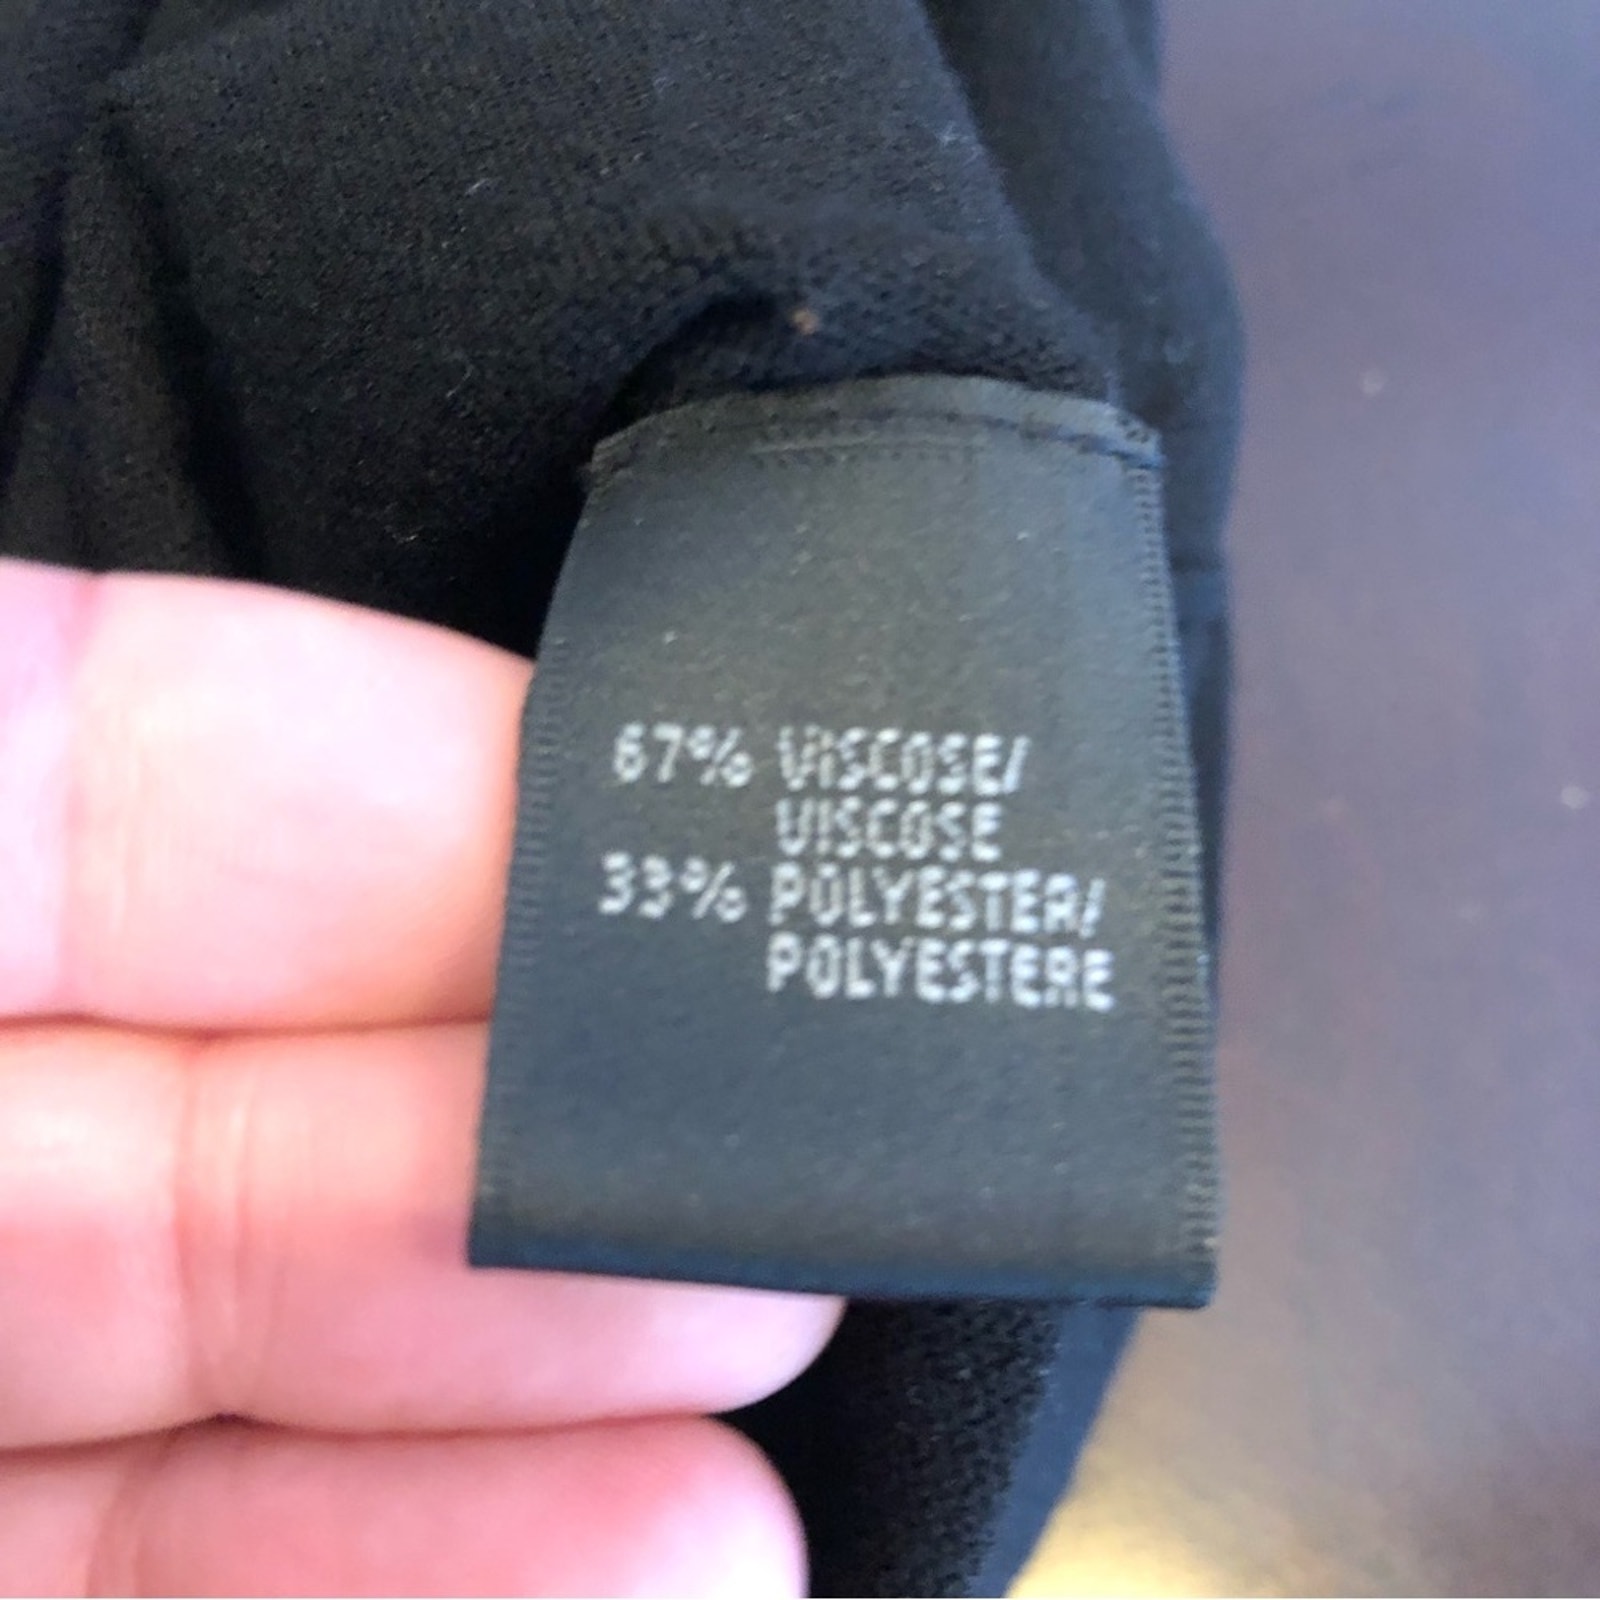 67% VISCOSE/
VISCOSE
33% POLYESTER/
POLYESTERE